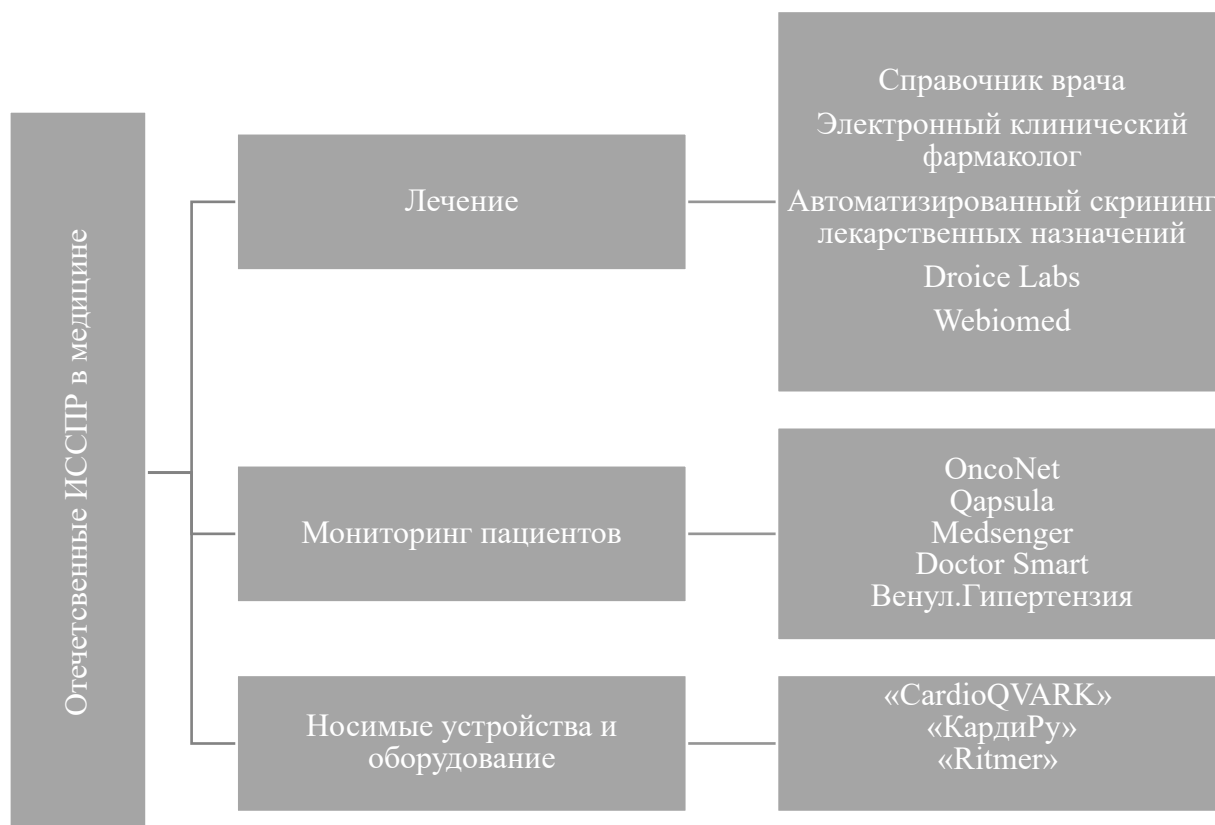 Отечетсвенные ИССПР в медицине
Лечение
Справочник врача
Электронный клинический
фармаколог
Автоматизированный скрининг
лекарственных назначений
Droice Labs
Webiomed
Мониторинг пациентов
OncoNet
Qapsula
Medsenger
Doctor Smart
Венул.Гипертензия
Носимые устройства и
оборудование
«CardioQVARK»
«КардиРу»
«Ritmer»